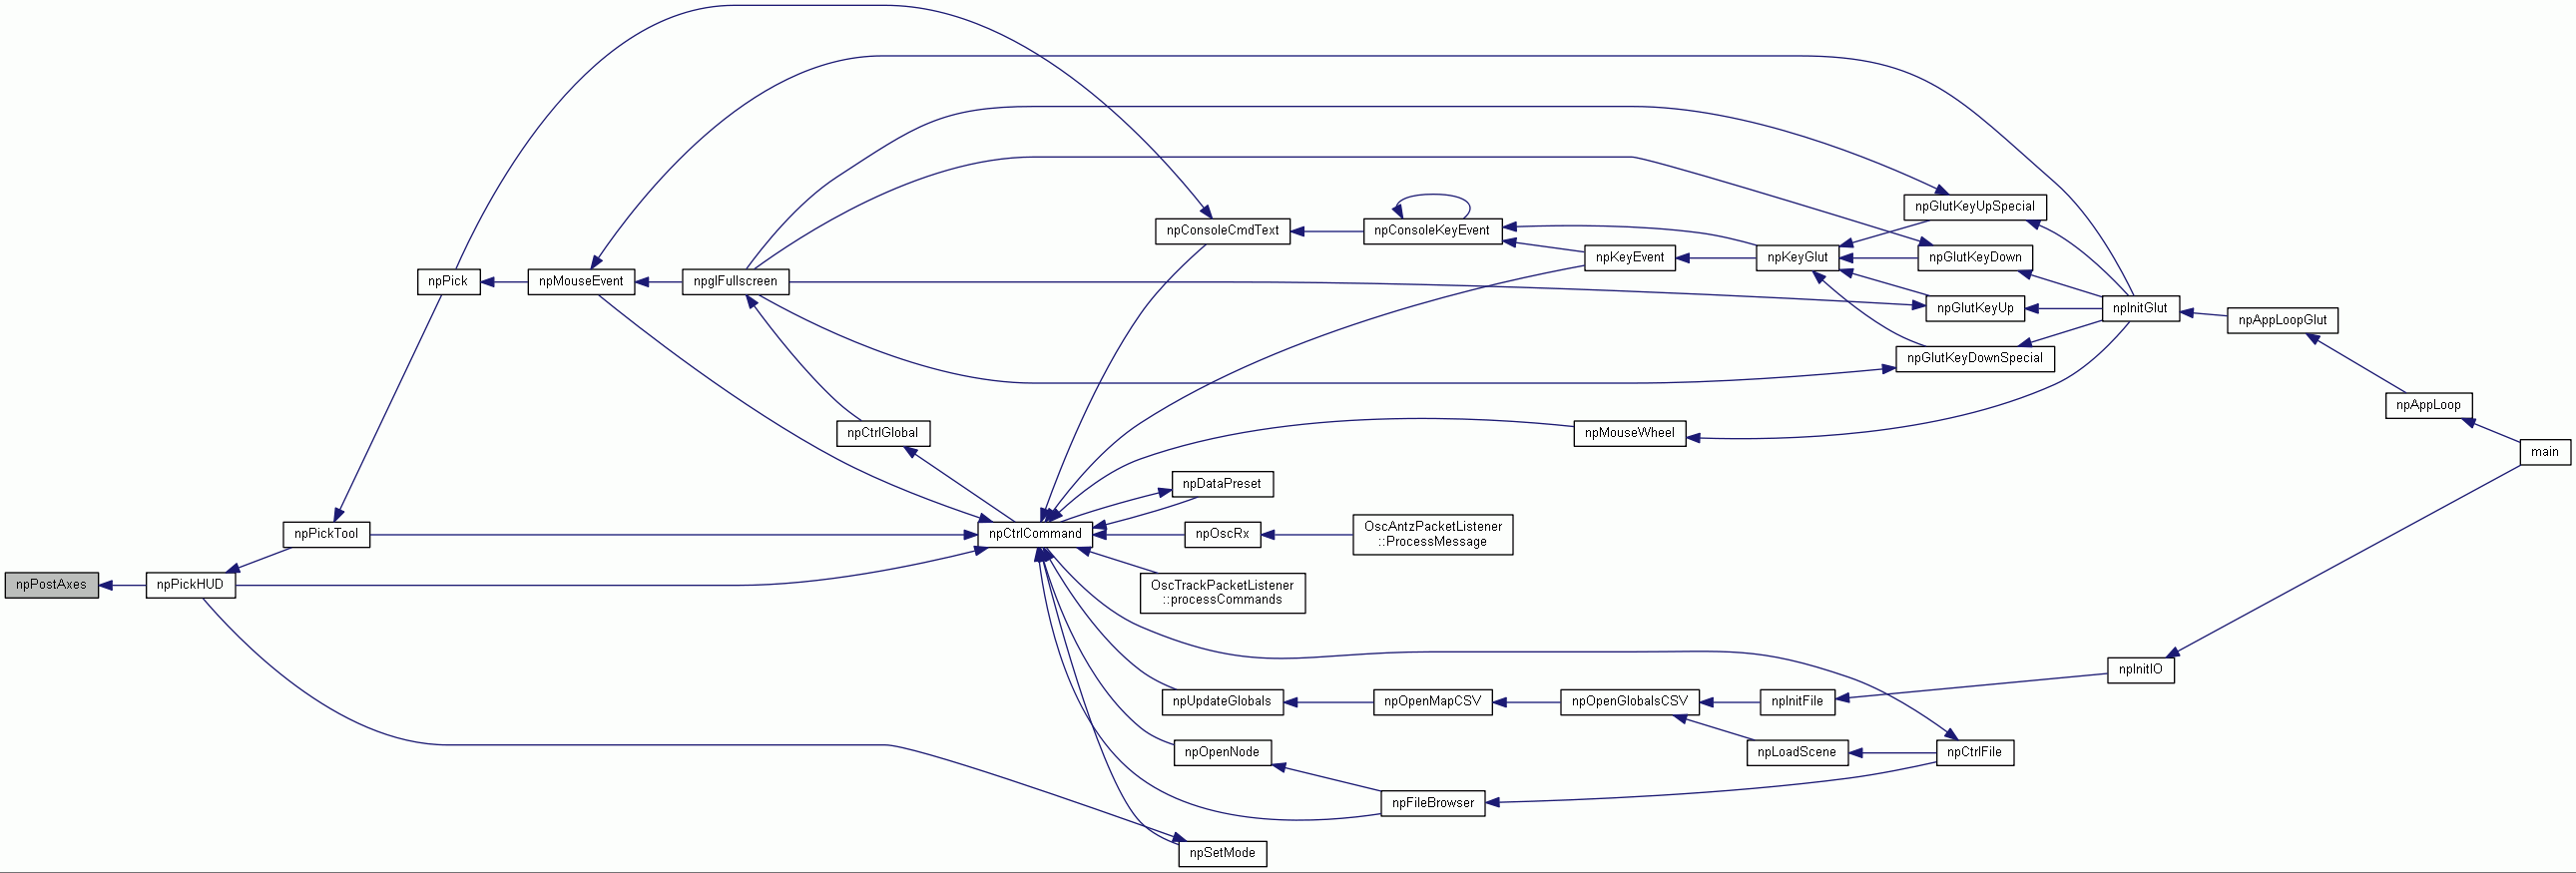 npPostAxes
npPickHUD
npPickTool
npPick
npMouseEvent
npglFullscreen
npCtrlGlobal
npCtrlCommand
npConsoleCmdText
npConsoleKeyEvent
npKeyEvent
npKeyGlut
npGlutKeyUpSpecial
npGlutKeyDown
npGlutKeyUp
npGlutKeyDownSpecial
npInitGlut
npAppLoopGlut
npAppLoop
main
npMouseWheel
npDataPreset
npOscRx
OscAntzPacketListener
::ProcessMessage
OscTrackPacketListener
::processCommands
npUpdateGlobals
npOpenMapCSV
npOpenGlobalsCSV
npInitFile
npInitIO
npLoadScene
npCtrlFile
npOpenNode
npFileBrowser
npSetMode